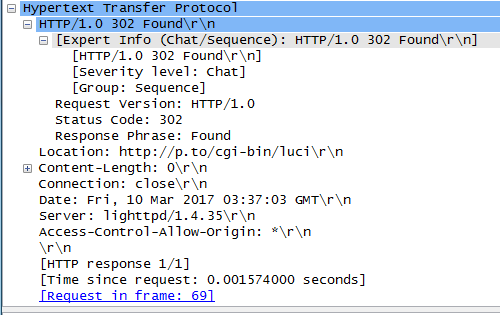 Hypertext Transfer Protocol
HTTP/1.0 302 Found\r\n
[Expert Info (Chat/Sequence): HTTP/1.0 302 Found\r\n]
[HTTP/1.0 302 Found\r\n]
[Severity level: Chat]
[Group: Sequence]
Request Version: HTTP/1.0
Status Code: 302
Response Phrase: Found
Location: http://p.to/cgi-bin/luci\r\n
Content-Length: 0\r\n
Connection: close\r\n
Date: Fri, 10 Mar 2017 03:37:03 GMT\r\n
Server: lighttpd/1.4.35\r\n
Access-Control-Allow-Origin: *\r\n
\r\n
[HTTP response 1/1]
[Time since request: 0.001574000 seconds]
[Request in frame: 69]